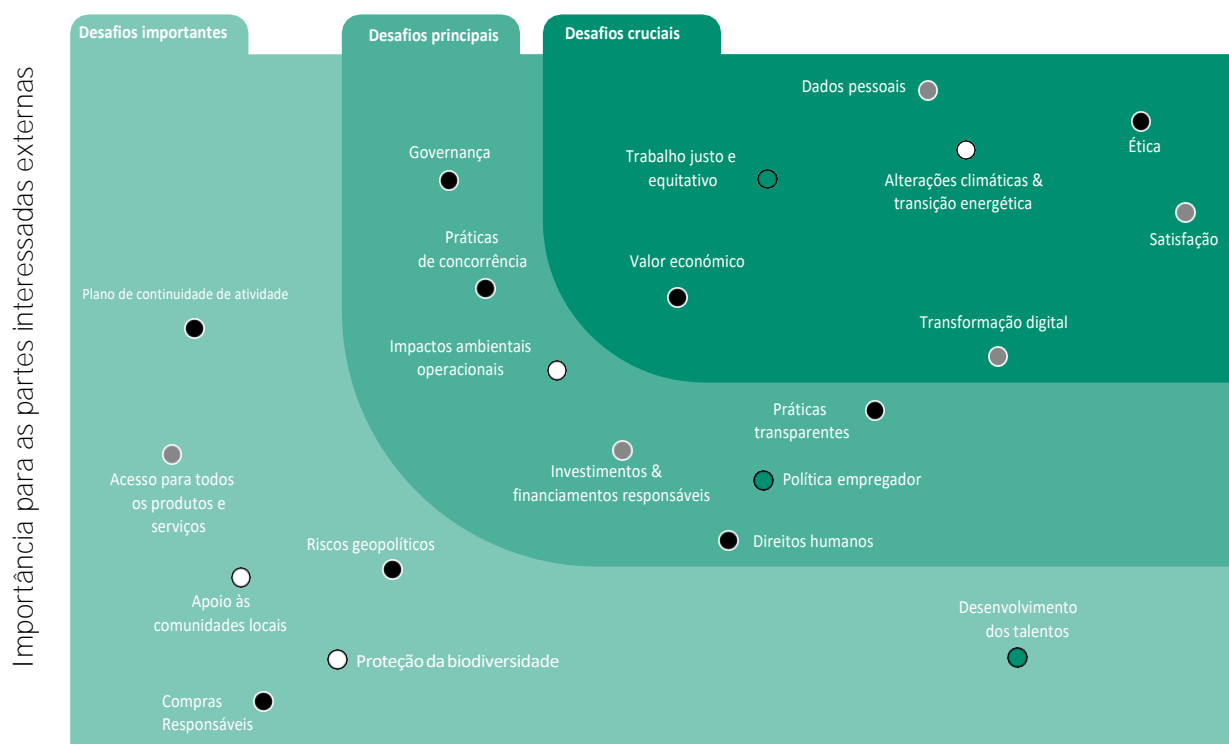 Desafios importantes
Desafios principais
Desafios cruciais
Importância para as partes interessadas externas
Dados pessoais
Ética
Governança
Trabalho justo e
equitativo
Alterações climáticas &
transição energética
Satisfação
Práticas
de concorrência
Valor económico
Plano de continuidade de atividade
Transformação digital
Impactos ambientais
operacionais
Práticas
transparentes
Acesso para todos
os produtos e
serviços
Investimentos &
financiamentos responsáveis
Política empregador
Direitos humanos
Riscos geopolíticos
Apoio às
comunidades locais
Desenvolvimento
dos talentos
Proteção da biodiversidade
Compras
Responsáveis